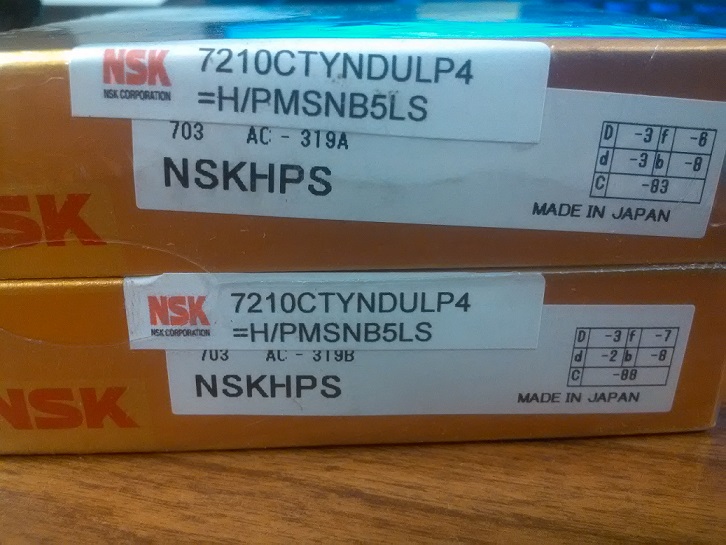 NSK
NSK CORPORATION
7210CTYNDULP4
=H/PMSNB5LS
703 AC - 319A
NSKHPS
D -3 f -6
d -3 b -8
C -83
MADE IN JAPAN
SK
NSK
NSK CORPORATION
7210CTYNDULP4
=H/PMSNB5LS
703 AC - 319B
NSKHPS
D -3 f -7
d -2 b -8
C -88
MADE IN JAPAN
NSK